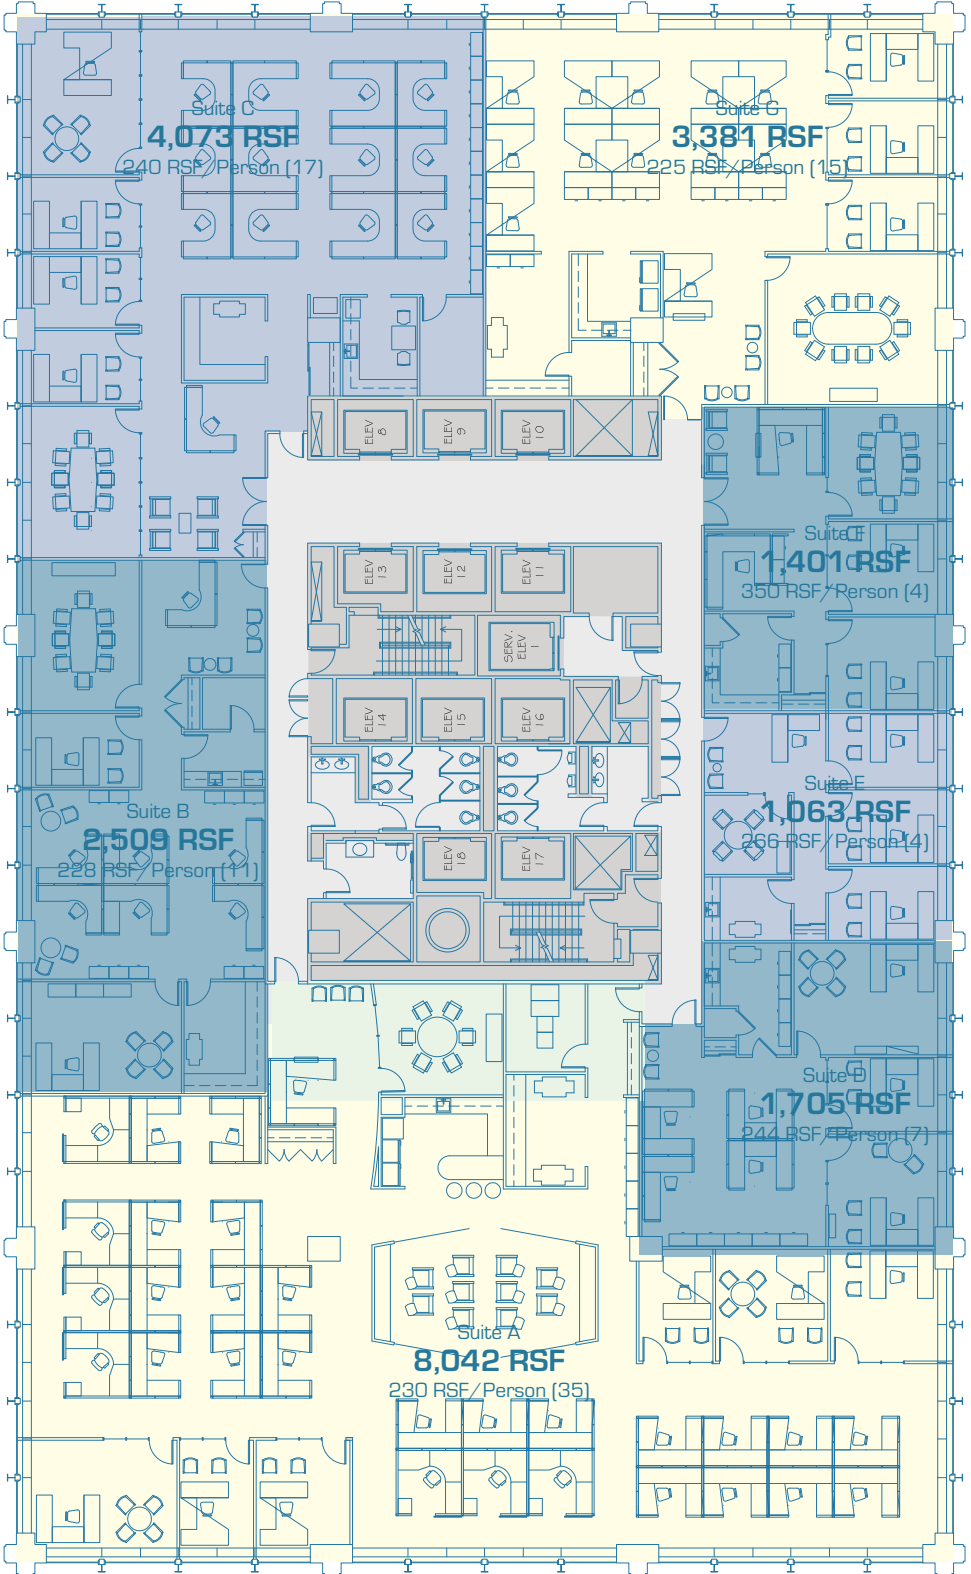 Suite C
4,073 RSF
240 RSF/Person (17)
Suite G
3,381 RSF
225 RSF/Person (15)
ELEV 8
ELEV 9
ELEV 10
Suite F
1,401 RSF
350 RSF/Person (4)
ELEV 13
ELEV 12
ELEV 11
SERV. ELEV 1
ELEV 14
ELEV 15
ELEV 16
Suite E
1,063 RSF
266 RSF/Person (4)
Suite B
2,509 RSF
228 RSF/Person (11)
ELEV 18
ELEV 17
Suite D
1,705 RSF
244 RSF/Person (7)
Suite A
8,042 RSF
230 RSF/Person (35)